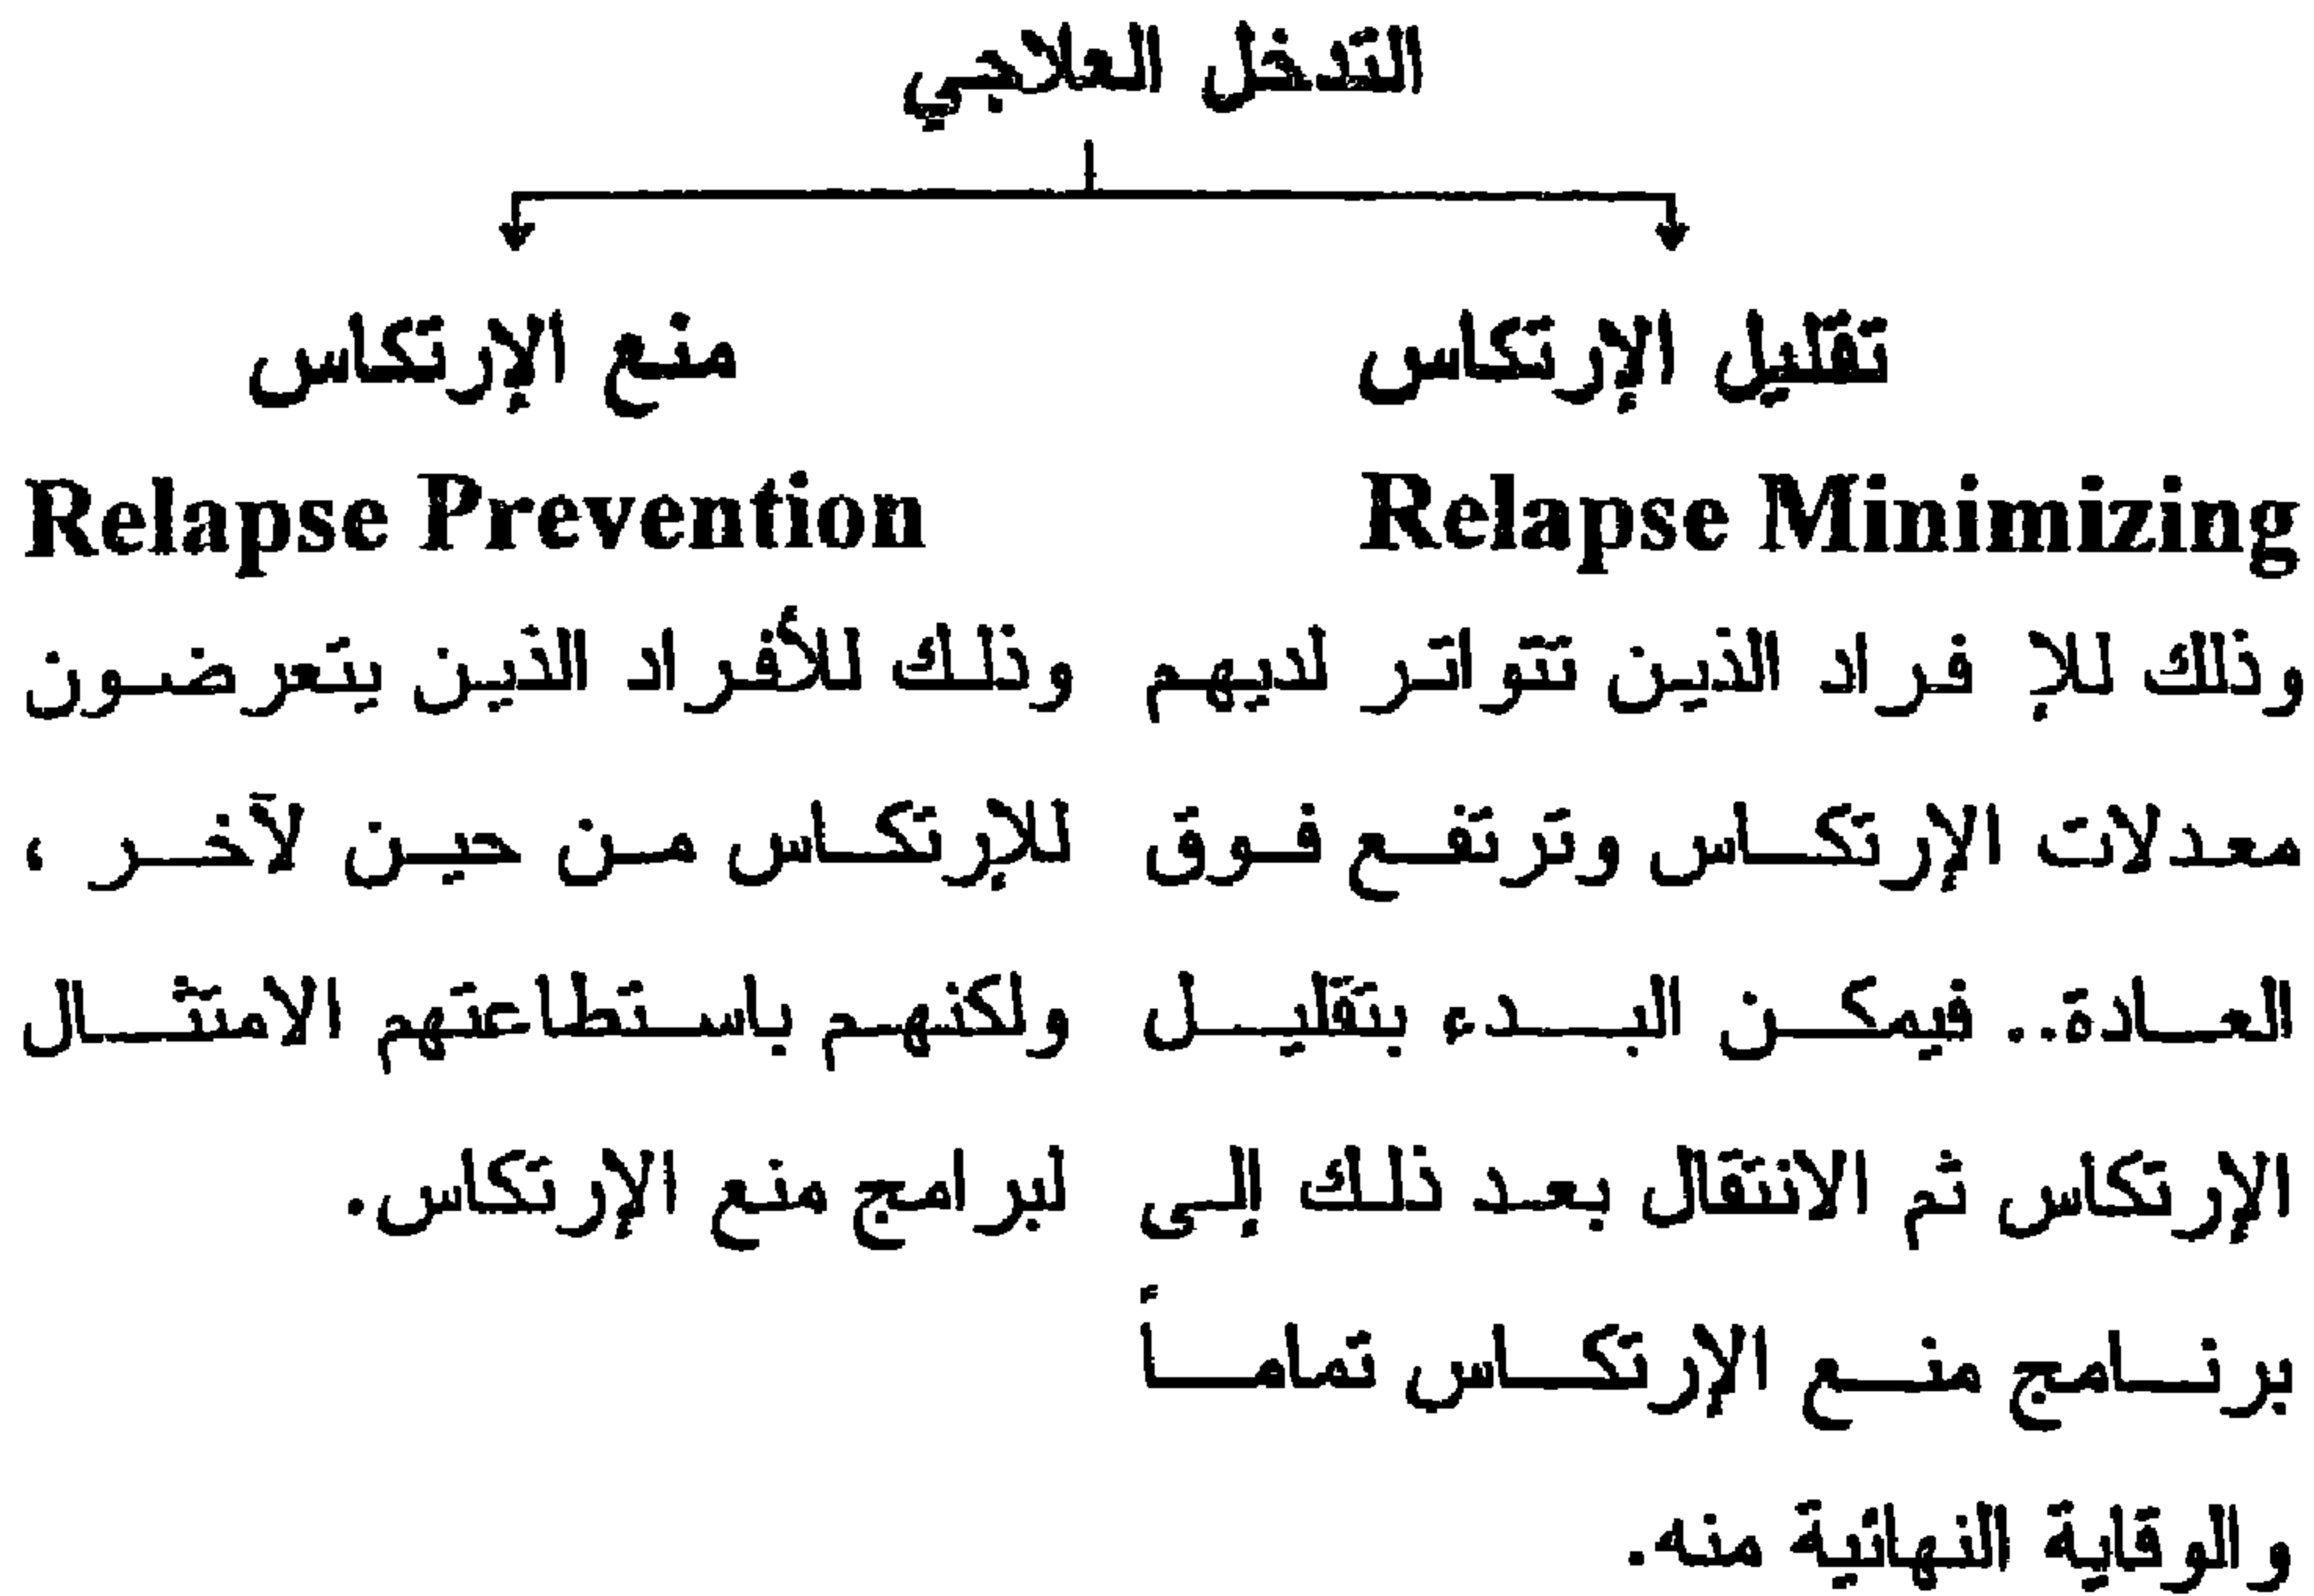 التدخل العلاجي
تقليل الإرتكاس
Relapse Minimizing
وذلك للإ فراد الذين تتواتر لديهم
معدلات الإرتكاس وترتفع فوق
العادة.. فيمكن البدء بتقليل
الإرتكاس ثم الانتقال بعد ذلك إلى
برنامج منع الإرتكاس تماماً
والوقاية النهائية منه.
منع الإرتكاس
Relapse Prevention
وذلك للأفراد الذين يتعرضون
للإرتكاس من حين لآخر ،
ولكنهم باستطاعتهم الامتثال
لبرامج منع الإرتكاس.